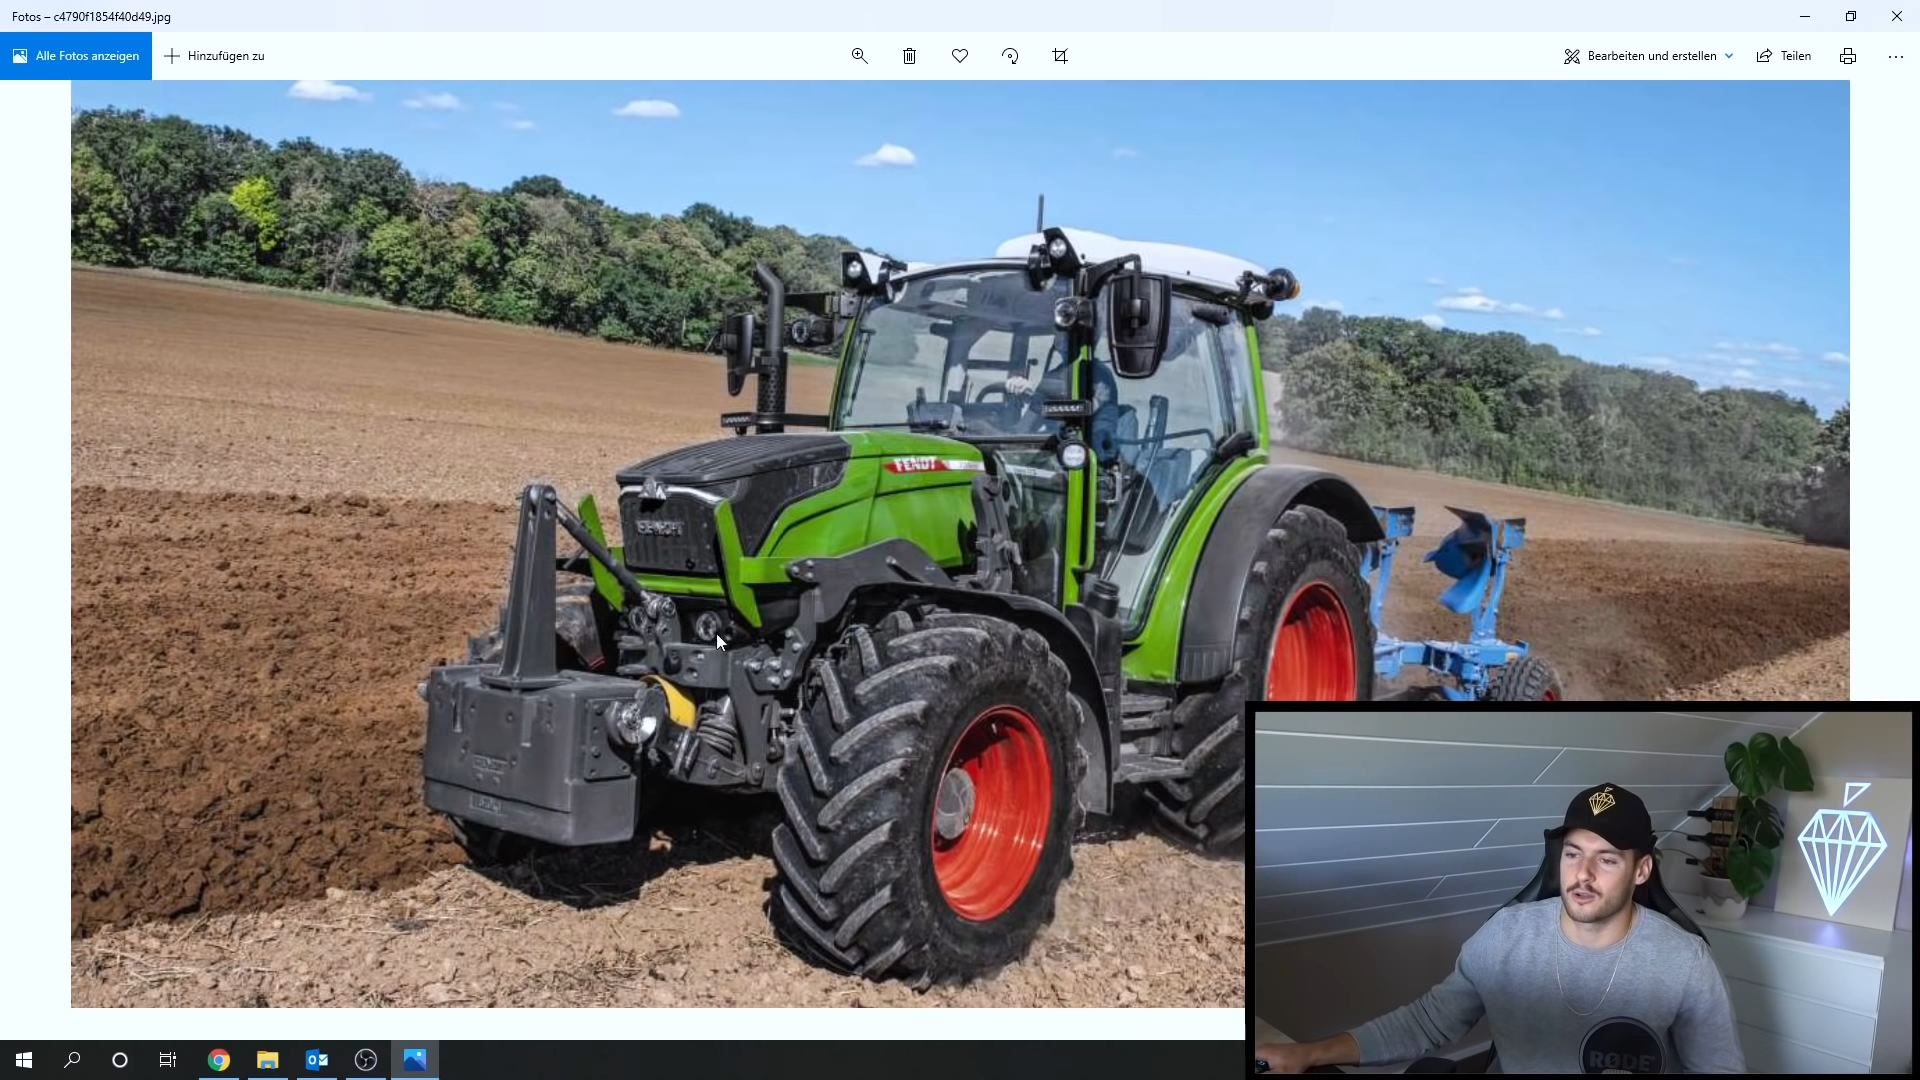 Fotos – c4790f1854f40d49.jpg
Alle Fotos anzeigen
Hinzufügen zu
Bearbeiten und erstellen
Teilen
FENDT
FENDT
RØDE